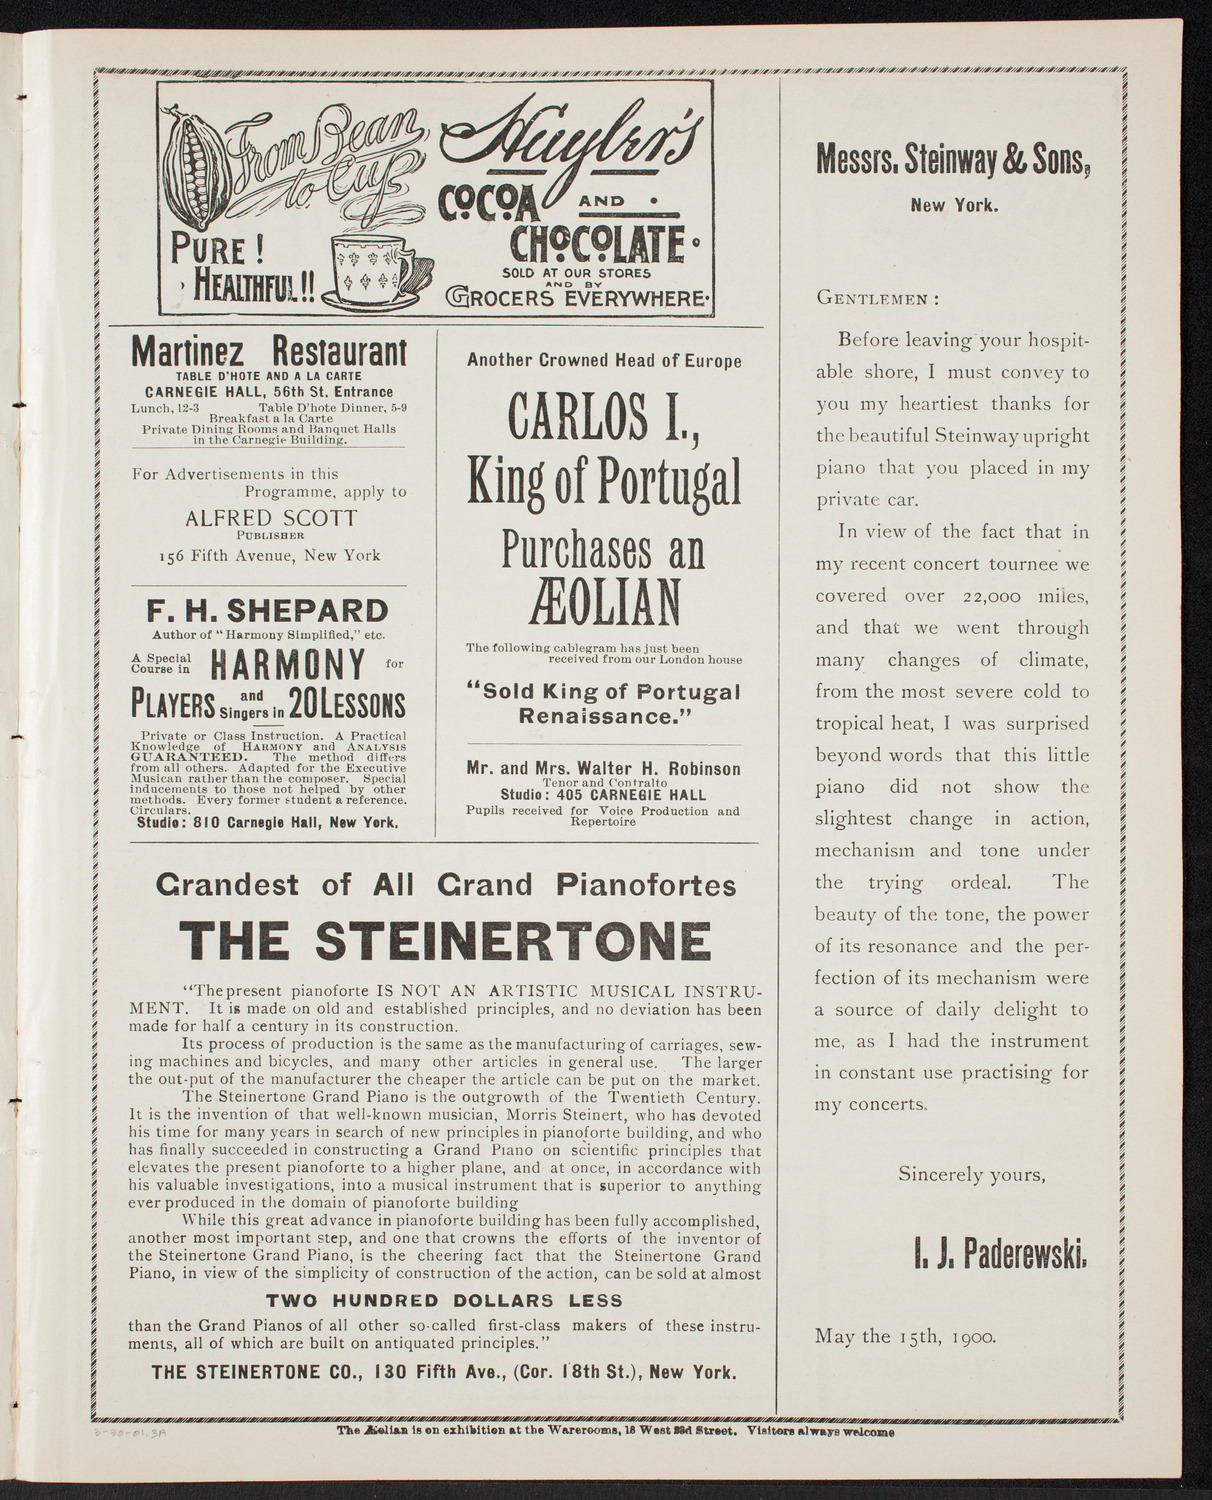 From Bean
to Cup
PURE!
HEALTHFUL!!
Huyler's
COCOA AND
CHOCOLATE
SOLD AT OUR STORES
AND BY
GROCERS EVERYWHERE
Martinez Restaurant
TABLE D'HOTE AND A LA CARTE
CARNEGIE HALL, 56th St. Entrance
Lunch, 12-3 Table D'hote Dinner, 5-9
Breakfast a la Carte
Private Dining Rooms and Banquet Halls
in the Carnegie Building.
For Advertisements in this
Programme, apply to
ALFRED SCOTT
PUBLISHER
156 Fifth Avenue, New York
F. H. SHEPARD
Author of "Harmony Simplified," etc.
A Special
Course in HARMONY for
PLAYERS and
Singers in 20 LESSONS
Private or Class Instruction. A Practical
Knowledge of HARMONY and ANALYSIS
GUARANTEED. The method differs
from all others. Adapted for the Executive
Musican rather than the composer. Special
inducements to those not helped by other
methods. Every former student a reference.
Circulars.
Studio: 810 Carnegie Hall, New York.
Another Crowned Head of Europe
CARLOS I.,
King of Portugal
Purchases an
ÆOLIAN
The following cablegram has just been
received from our London house
"Sold King of Portugal
Renaissance."
Mr. and Mrs. Walter H. Robinson
Tenor and Contralto
Studio: 405 CARNEGIE HALL
Pupils received for Voice Production and
Repertoire
Grandest of All Grand Pianofortes
THE STEINERTONE
"The present pianoforte IS NOT AN ARTISTIC MUSICAL INSTRU-
MENT. It is made on old and established principles, and no deviation has been
made for half a century in its construction.
Its process of production is the same as the manufacturing of carriages, sew-
ing machines and bicycles, and many other articles in general use. The larger
the out-put of the manufacturer the cheaper the article can be put on the market.
The Steinertone Grand Piano is the outgrowth of the Twentieth Century.
It is the invention of that well-known musician, Morris Steinert, who has devoted
his time for many years in search of new principles in pianoforte building, and who
has finally succeeded in constructing a Grand Piano on scientific principles that
elevates the present pianoforte to a higher plane, and at once, in accordance with
his valuable investigations, into a musical instrument that is superior to anything
ever produced in the domain of pianoforte building
While this great advance in pianoforte building has been fully accomplished,
another most important step, and one that crowns the efforts of the inventor of
the Steinertone Grand Piano, is the cheering fact that the Steinertone Grand
Piano, in view of the simplicity of construction of the action, can be sold at almost
TWO HUNDRED DOLLARS LESS
than the Grand Pianos of all other so-called first-class makers of these instru-
ments, all of which are built on antiquated principles."
THE STEINERTONE CO., 130 Fifth Ave., (Cor. 18th St.), New York.
Messrs. Steinway & Sons,
New York.
GENTLEMEN:
Before leaving your hospit-
able shore, I must convey to
you my heartiest thanks for
the beautiful Steinway upright
piano that you placed in my
private car.
In view of the fact that in
my recent concert tournee we
covered over 22,000 miles,
and that we went through
many changes of climate,
from the most severe cold to
tropical heat, I was surprised
beyond words that this little
piano did not show the
slightest change in action,
mechanism and tone under
the trying ordeal. The
beauty of the tone, the power
of its resonance and the per-
fection of its mechanism were
a source of daily delight to
me, as I had the instrument
in constant use practising for
my concerts.
Sincerely yours,
I. J. Paderewski.
May the 15th, 1900.
The Æolian is on exhibition at the Warerooms, 18 West 23d Street. Visitors always welcome
3-30-01.3A